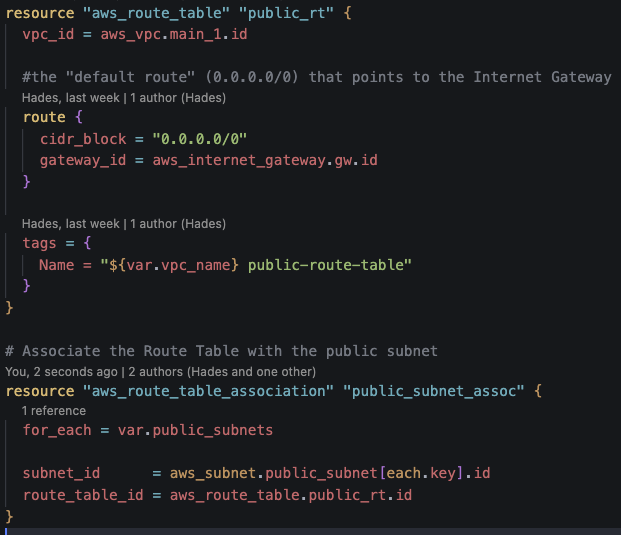 resource "aws_route_table" "public_rt" {
vpc_id = aws_vpc.main_1.id
#the "default route" (0.0.0.0/0) that points to the Internet Gateway
Hades, last week | 1 author (Hades)
route {
cidr_block = "0.0.0.0/0"
gateway_id = aws_internet_gateway.gw.id
}
Hades, last week | 1 author (Hades)
tags = {
Name = "${var.vpc_name} public-route-table"
}
}
# Associate the Route Table with the public subnet
You, 2 seconds ago | 2 authors (Hades and one other)
resource "aws_route_table_association" "public_subnet_assoc" {
1 reference
for_each = var.public_subnets
subnet_id      = aws_subnet.public_subnet[each.key].id
route_table_id = aws_route_table.public_rt.id
}